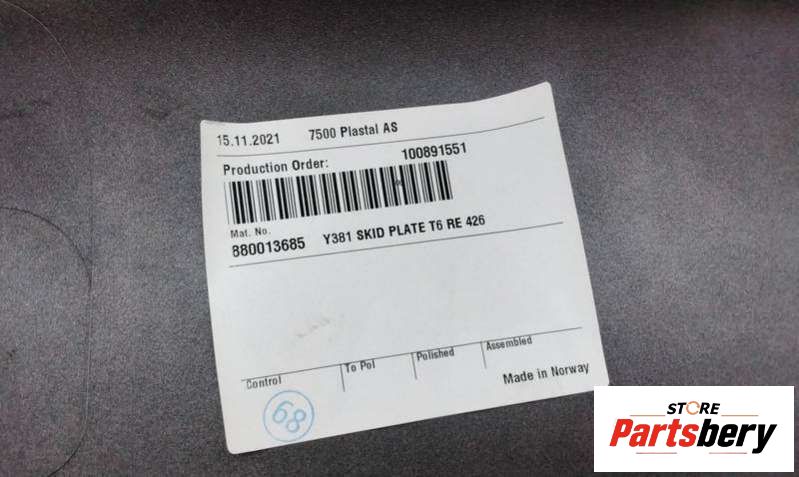 15.11.2021 7500 Plastal AS
Production Order: 100891551
Mat. No.
880013685 Y381 SKID PLATE T6 RE 426
Control To Pol Polished Assembled
Made in Norway
68
STORE
Partsbery